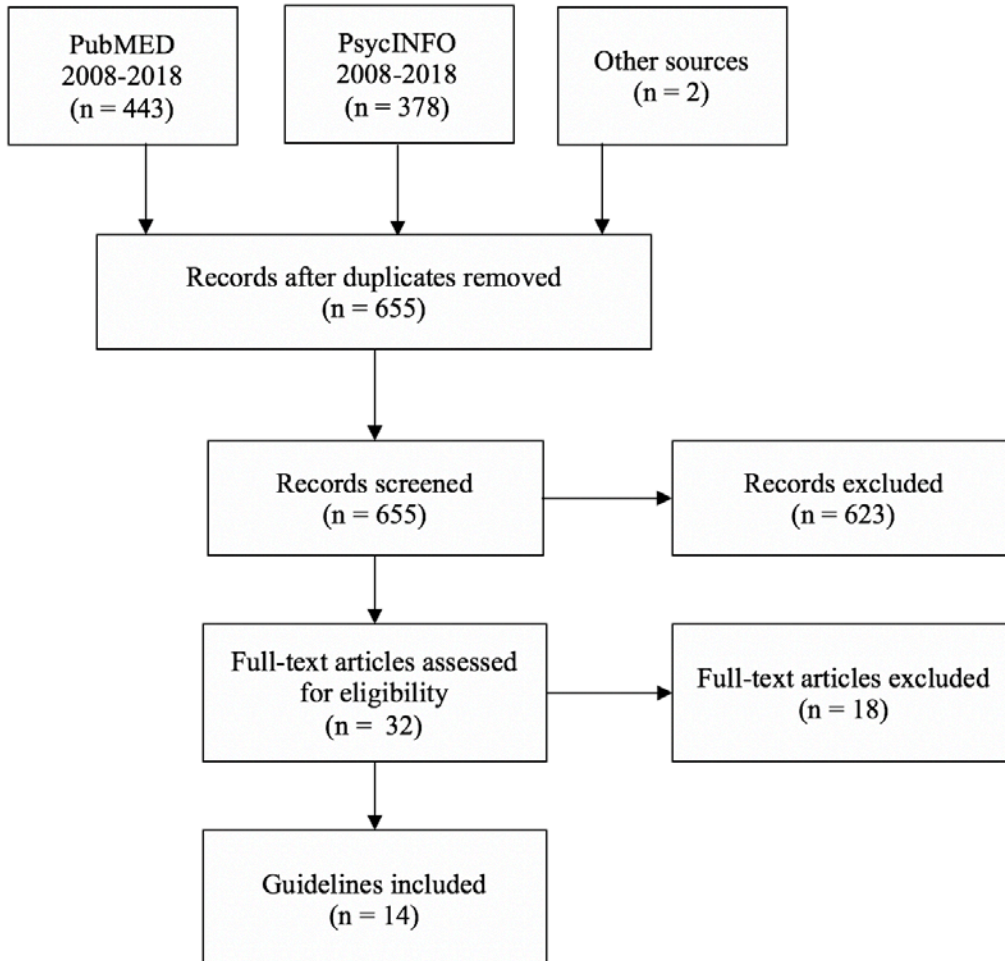 PubMED
2008-2018
(n = 443)
PsycINFO
2008-2018
(n = 378)
Other sources
(n = 2)
Records after duplicates removed
(n = 655)
Records screened
(n = 655)
Records excluded
(n = 623)
Full-text articles assessed
for eligibility
(n = 32)
Full-text articles excluded
(n = 18)
Guidelines included
(n = 14)